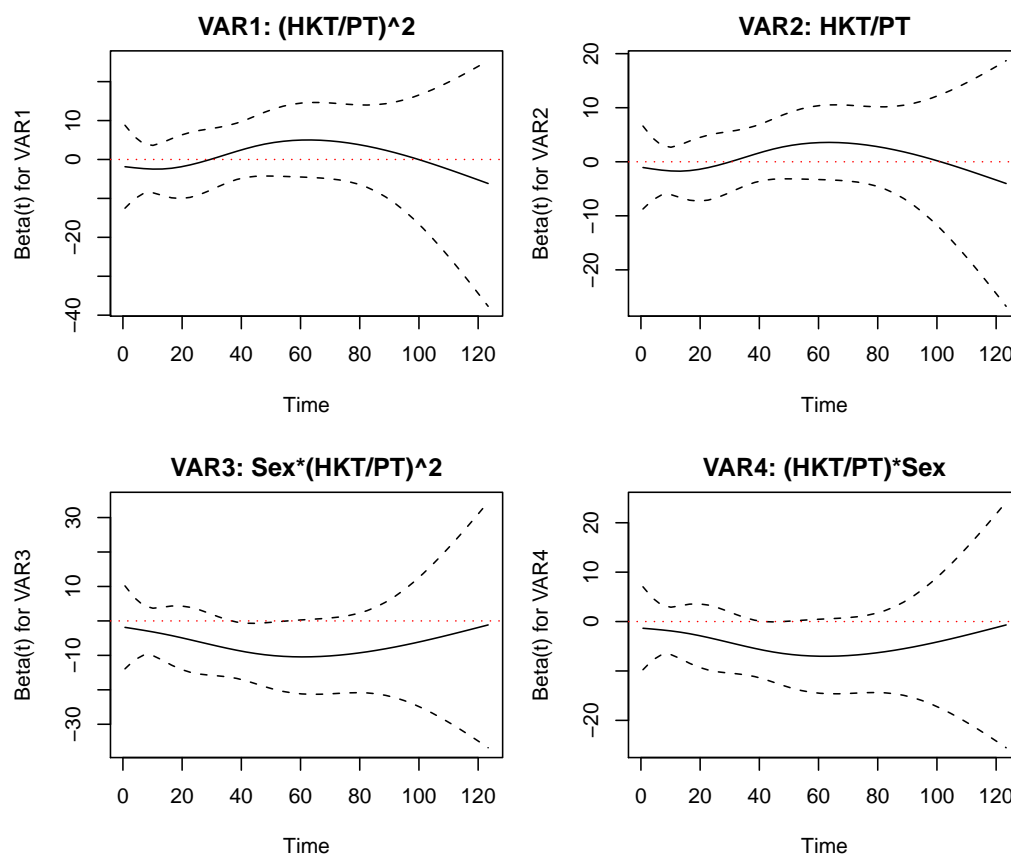 VAR1: (HKT/PT)^2
Beta(t) for VAR1
10
0
−20
−40
0 20 40 60 80 100 120
Time
VAR2: HKT/PT
Beta(t) for VAR2
20
10
0
−10
−20
0 20 40 60 80 100 120
Time
VAR3: Sex*(HKT/PT)^2
Beta(t) for VAR3
30
10
−10
−30
0 20 40 60 80 100 120
Time
VAR4: (HKT/PT)*Sex
Beta(t) for VAR4
20
10
0
−20
0 20 40 60 80 100 120
Time